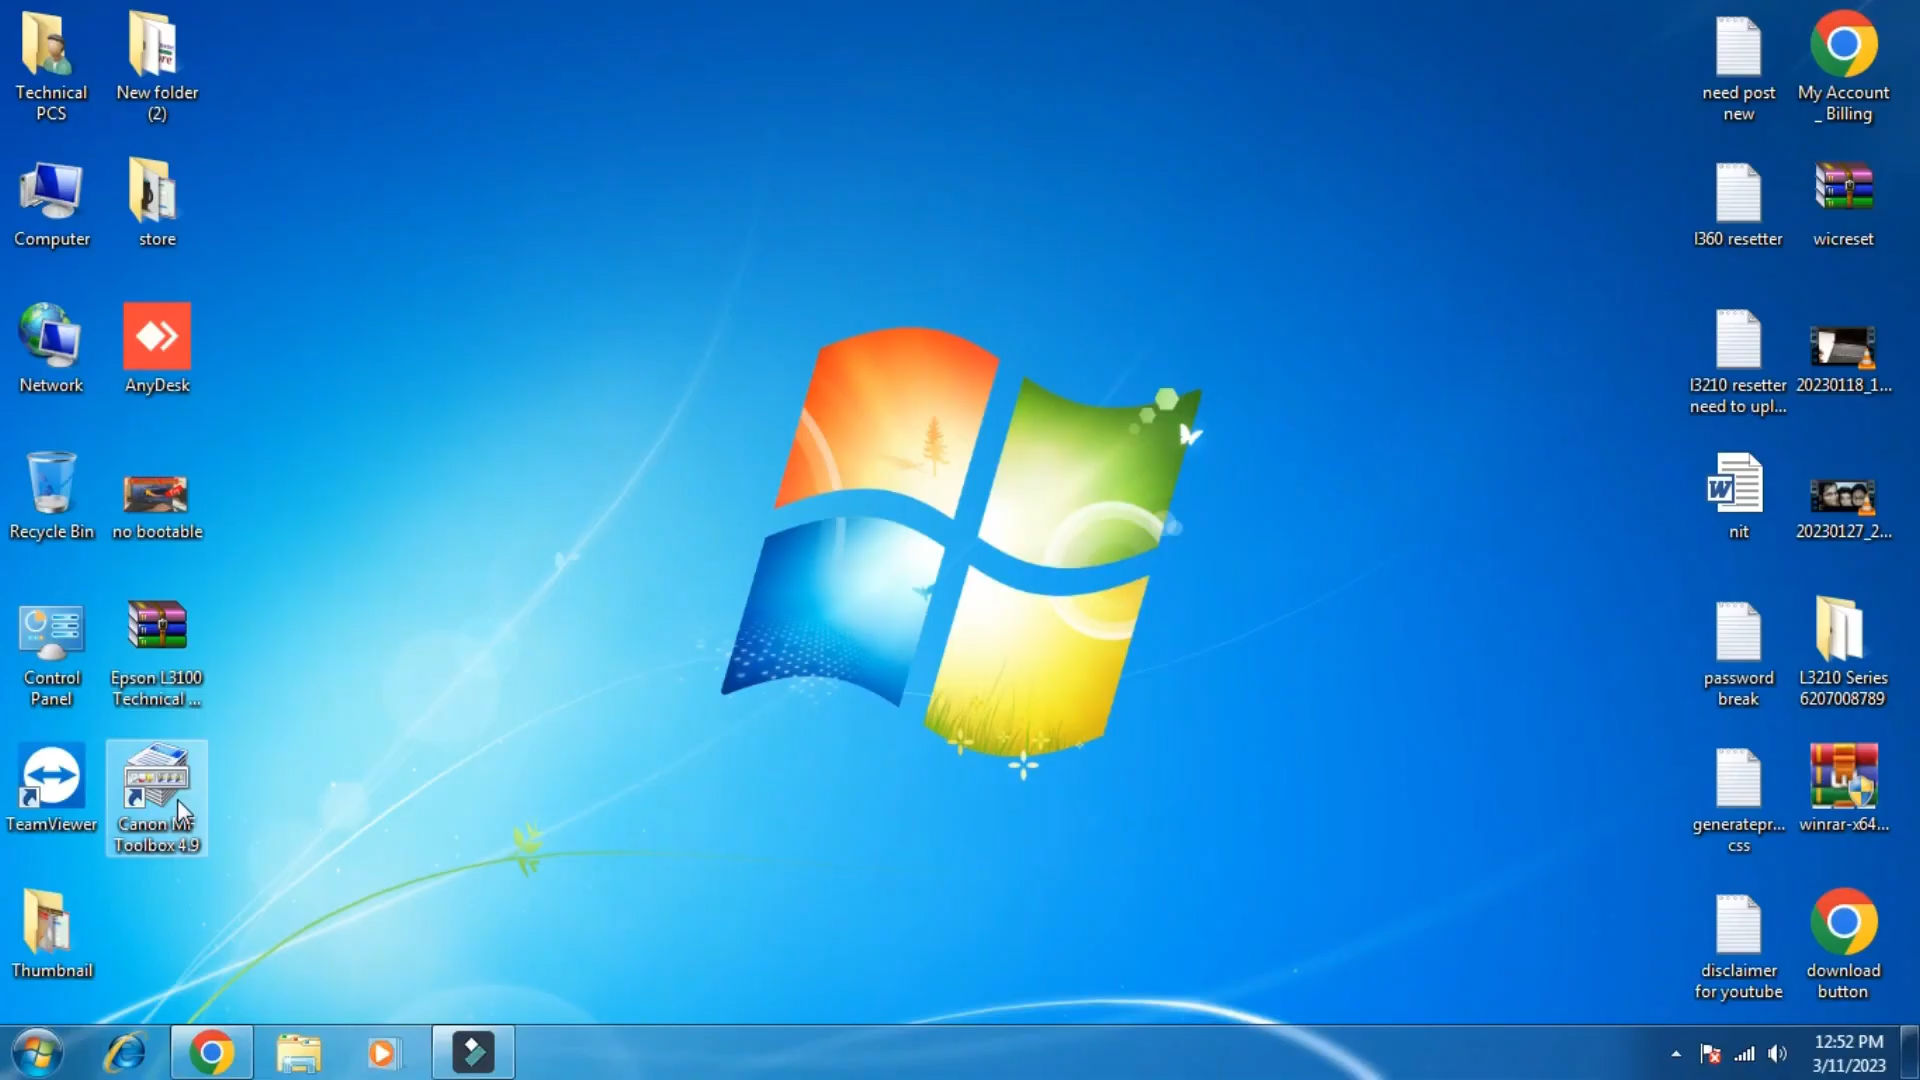 Technical
PCS
New folder
(2)
Computer
store
Network
AnyDesk
Recycle Bin
no bootable
Control
Panel
Epson L3100
Technical ...
TeamViewer
Canon MF
Toolbox 4.9
Thumbnail
need post
new
My Account
_ Billing
l360 resetter
wicreset
l3210 resetter
need to upl...
20230118_1...
nit
20230127_2...
password
break
L3210 Series
6207008789
generatepr...
css
winrar-x64...
disclaimer
for youtube
download
button
12:52 PM
3/11/2023